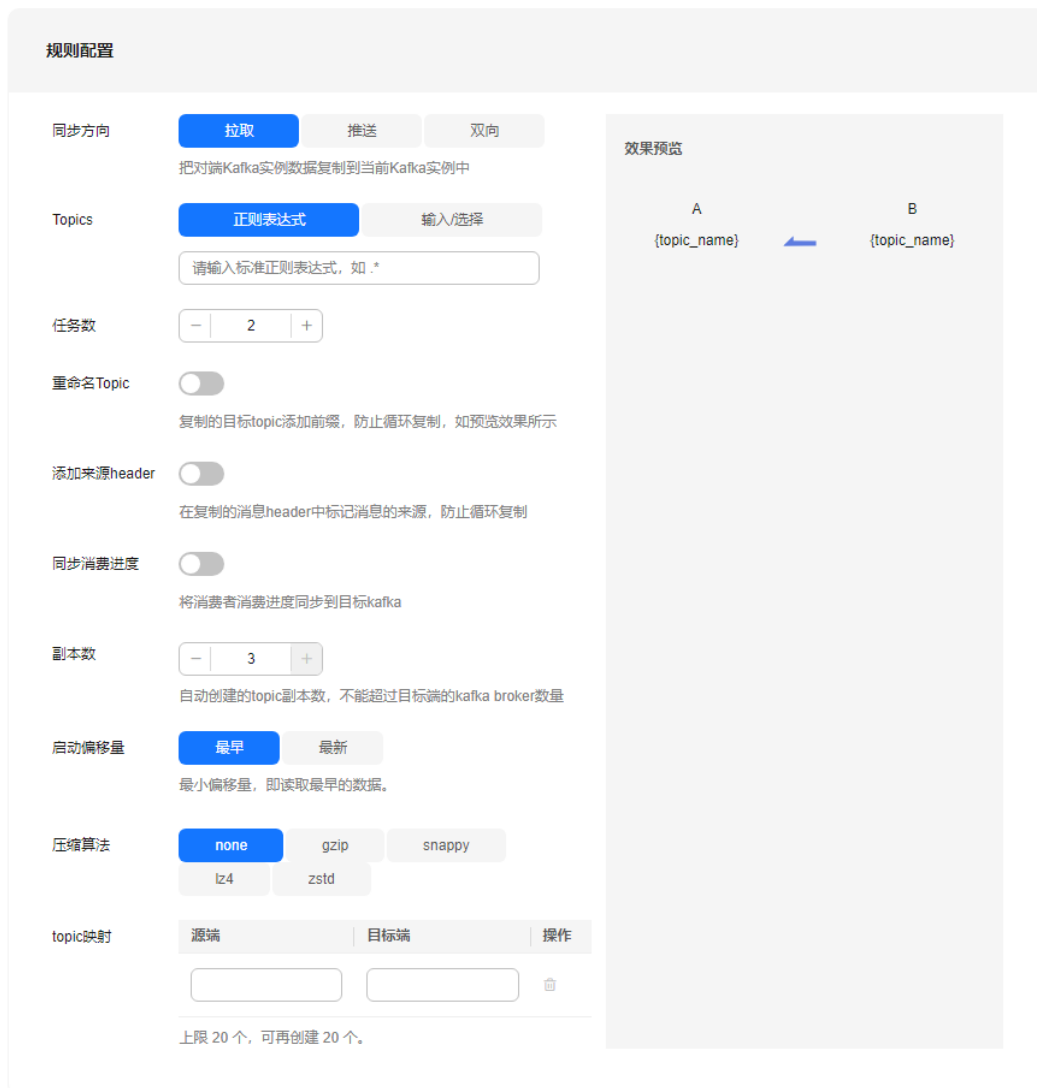 规则配置
同步方向
拉取 推送 双向
把对端Kafka实例数据复制到当前Kafka实例中
Topics
正则表达式 输入/选择
请输入标准正则表达式，如 .*
任务数
2
重命名Topic
复制的目标topic添加前缀，防止循环复制，如预览效果所示
添加来源header
在复制的消息header中标记消息的来源，防止循环复制
同步消费进度
将消费者消费进度同步到目标kafka
副本数
3
自动创建的topic副本数，不能超过目标端的kafka broker数量
启动偏移量
最早 最新
最小偏移量，即读取最早的数据。
压缩算法
none gzip snappy
lz4 zstd
topic映射
源端 目标端 操作
上限 20 个，可再创建 20 个。
效果预览
A B
{topic_name} {topic_name}